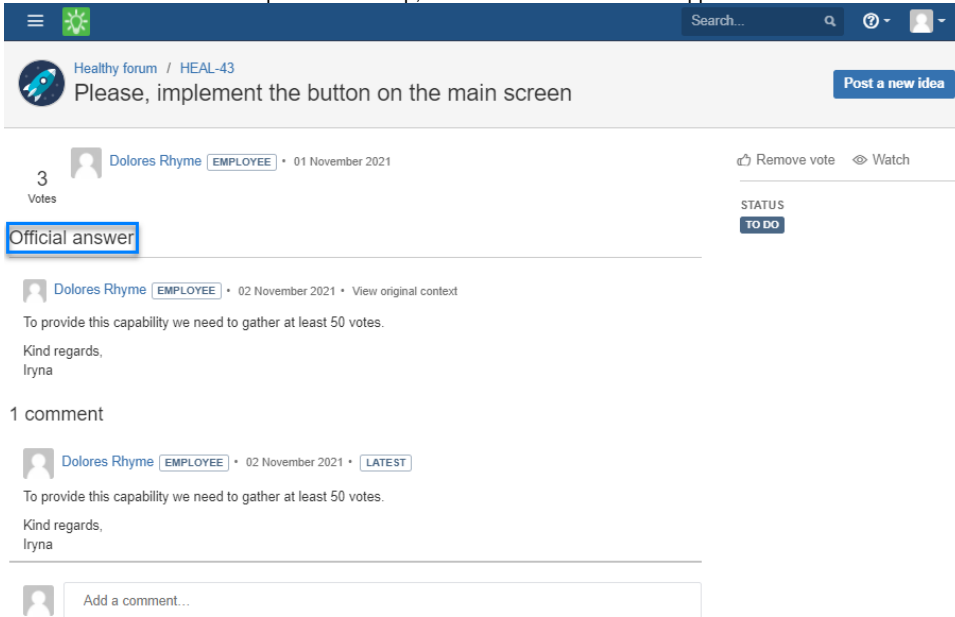 Search...
Healthy forum / HEAL-43
Please, implement the button on the main screen
Post a new idea
3
Votes
Dolores Rhyme EMPLOYEE • 01 November 2021
Remove vote Watch
STATUS
TO DO
Official answer
Dolores Rhyme EMPLOYEE • 02 November 2021 • View original context
To provide this capability we need to gather at least 50 votes.
Kind regards,
Iryna
1 comment
Dolores Rhyme EMPLOYEE • 02 November 2021 • LATEST
To provide this capability we need to gather at least 50 votes.
Kind regards,
Iryna
Add a comment...